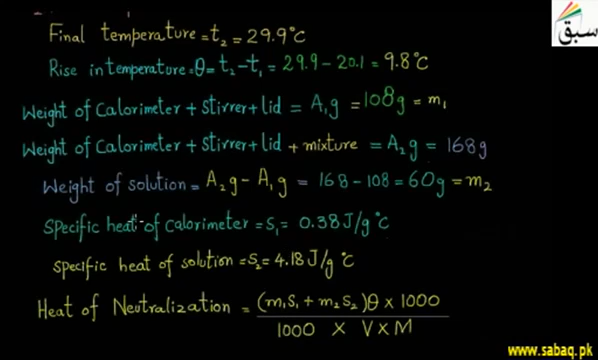 سبق
Final temperature = t₂ = 29.9°C
Rise in temperature = θ = t₂ - t₁ = 29.9 - 20.1 = 9.8°C
Weight of Calorimeter + Stirrer + lid = A₁g = 108g = m₁
Weight of Calorimeter + Stirrer + lid + mixture = A₂g = 168g
Weight of solution = A₂g - A₁g = 168 - 108 = 60g = m₂
Specific heat of Calorimeter = S₁ = 0.38 J/g °C
Specific heat of solution = S₂ = 4.18 J/g °C
Heat of Neutralization = (m₁S₁ + m₂S₂)θ × 1000
1000 × V × M
www.sabaq.pk